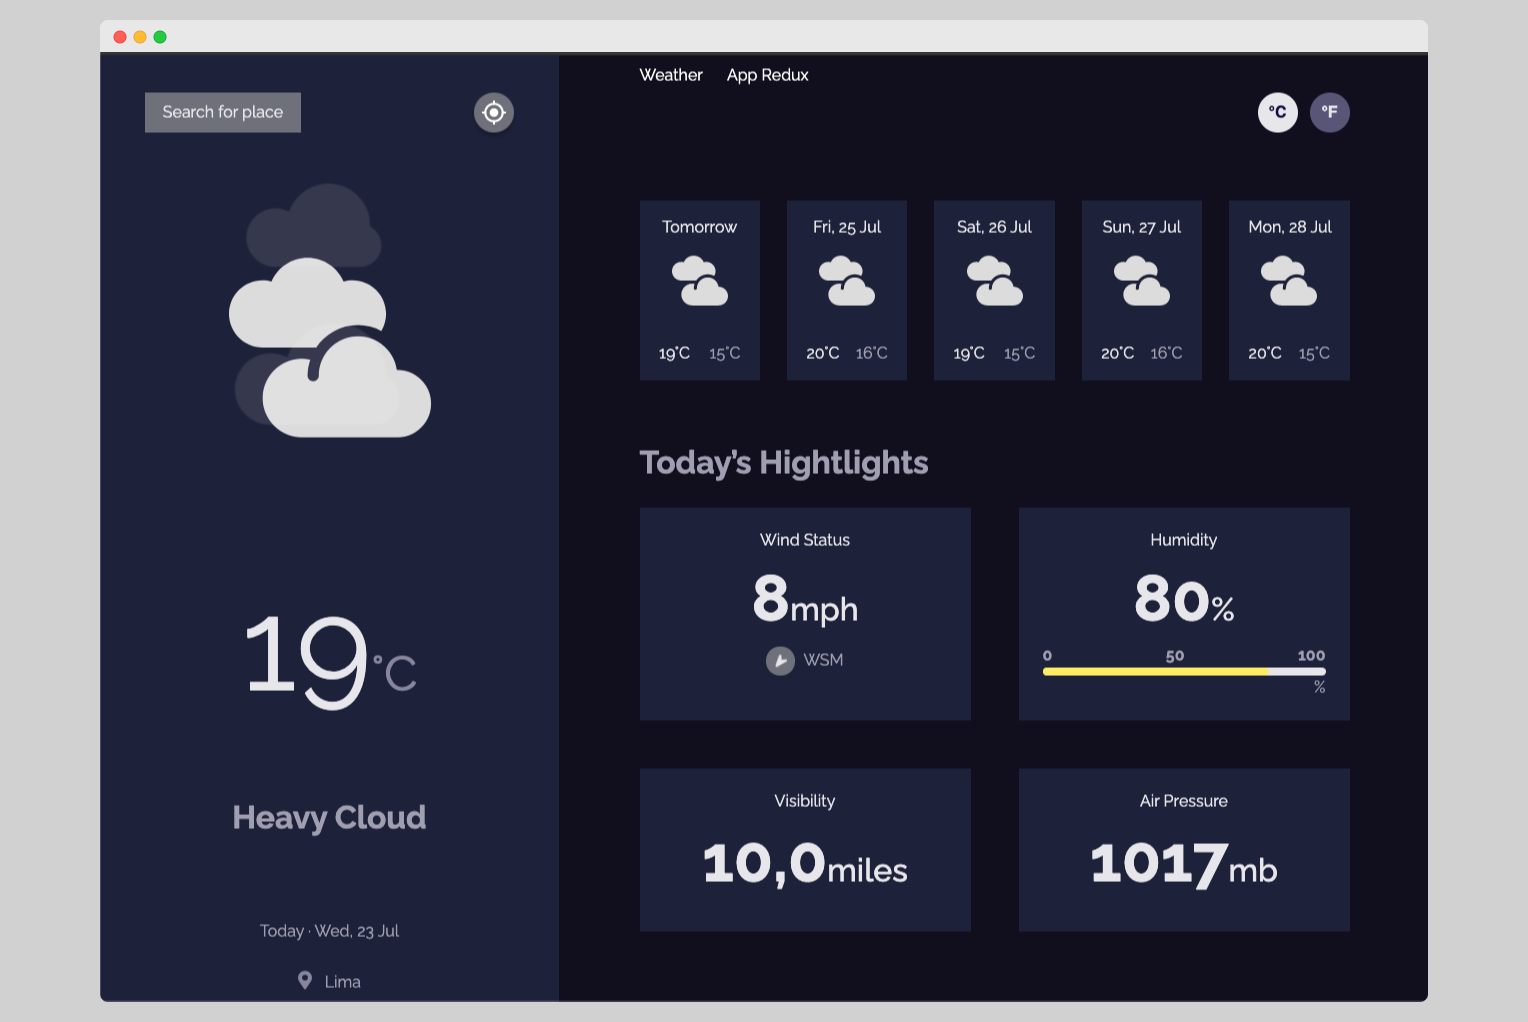 Weather App Redux
Search for place
°C °F
Tomorrow
19°C 15°C
Fri, 25 Jul
20°C 16°C
Sat, 26 Jul
19°C 15°C
Sun, 27 Jul
20°C 16°C
Mon, 28 Jul
20°C 15°C
19°C
Heavy Cloud
Today · Wed, 23 Jul
Lima
Today's Hightlights
Wind Status
8mph
WSM
Humidity
80%
0 50 100
%
Visibility
10,0miles
Air Pressure
1017mb